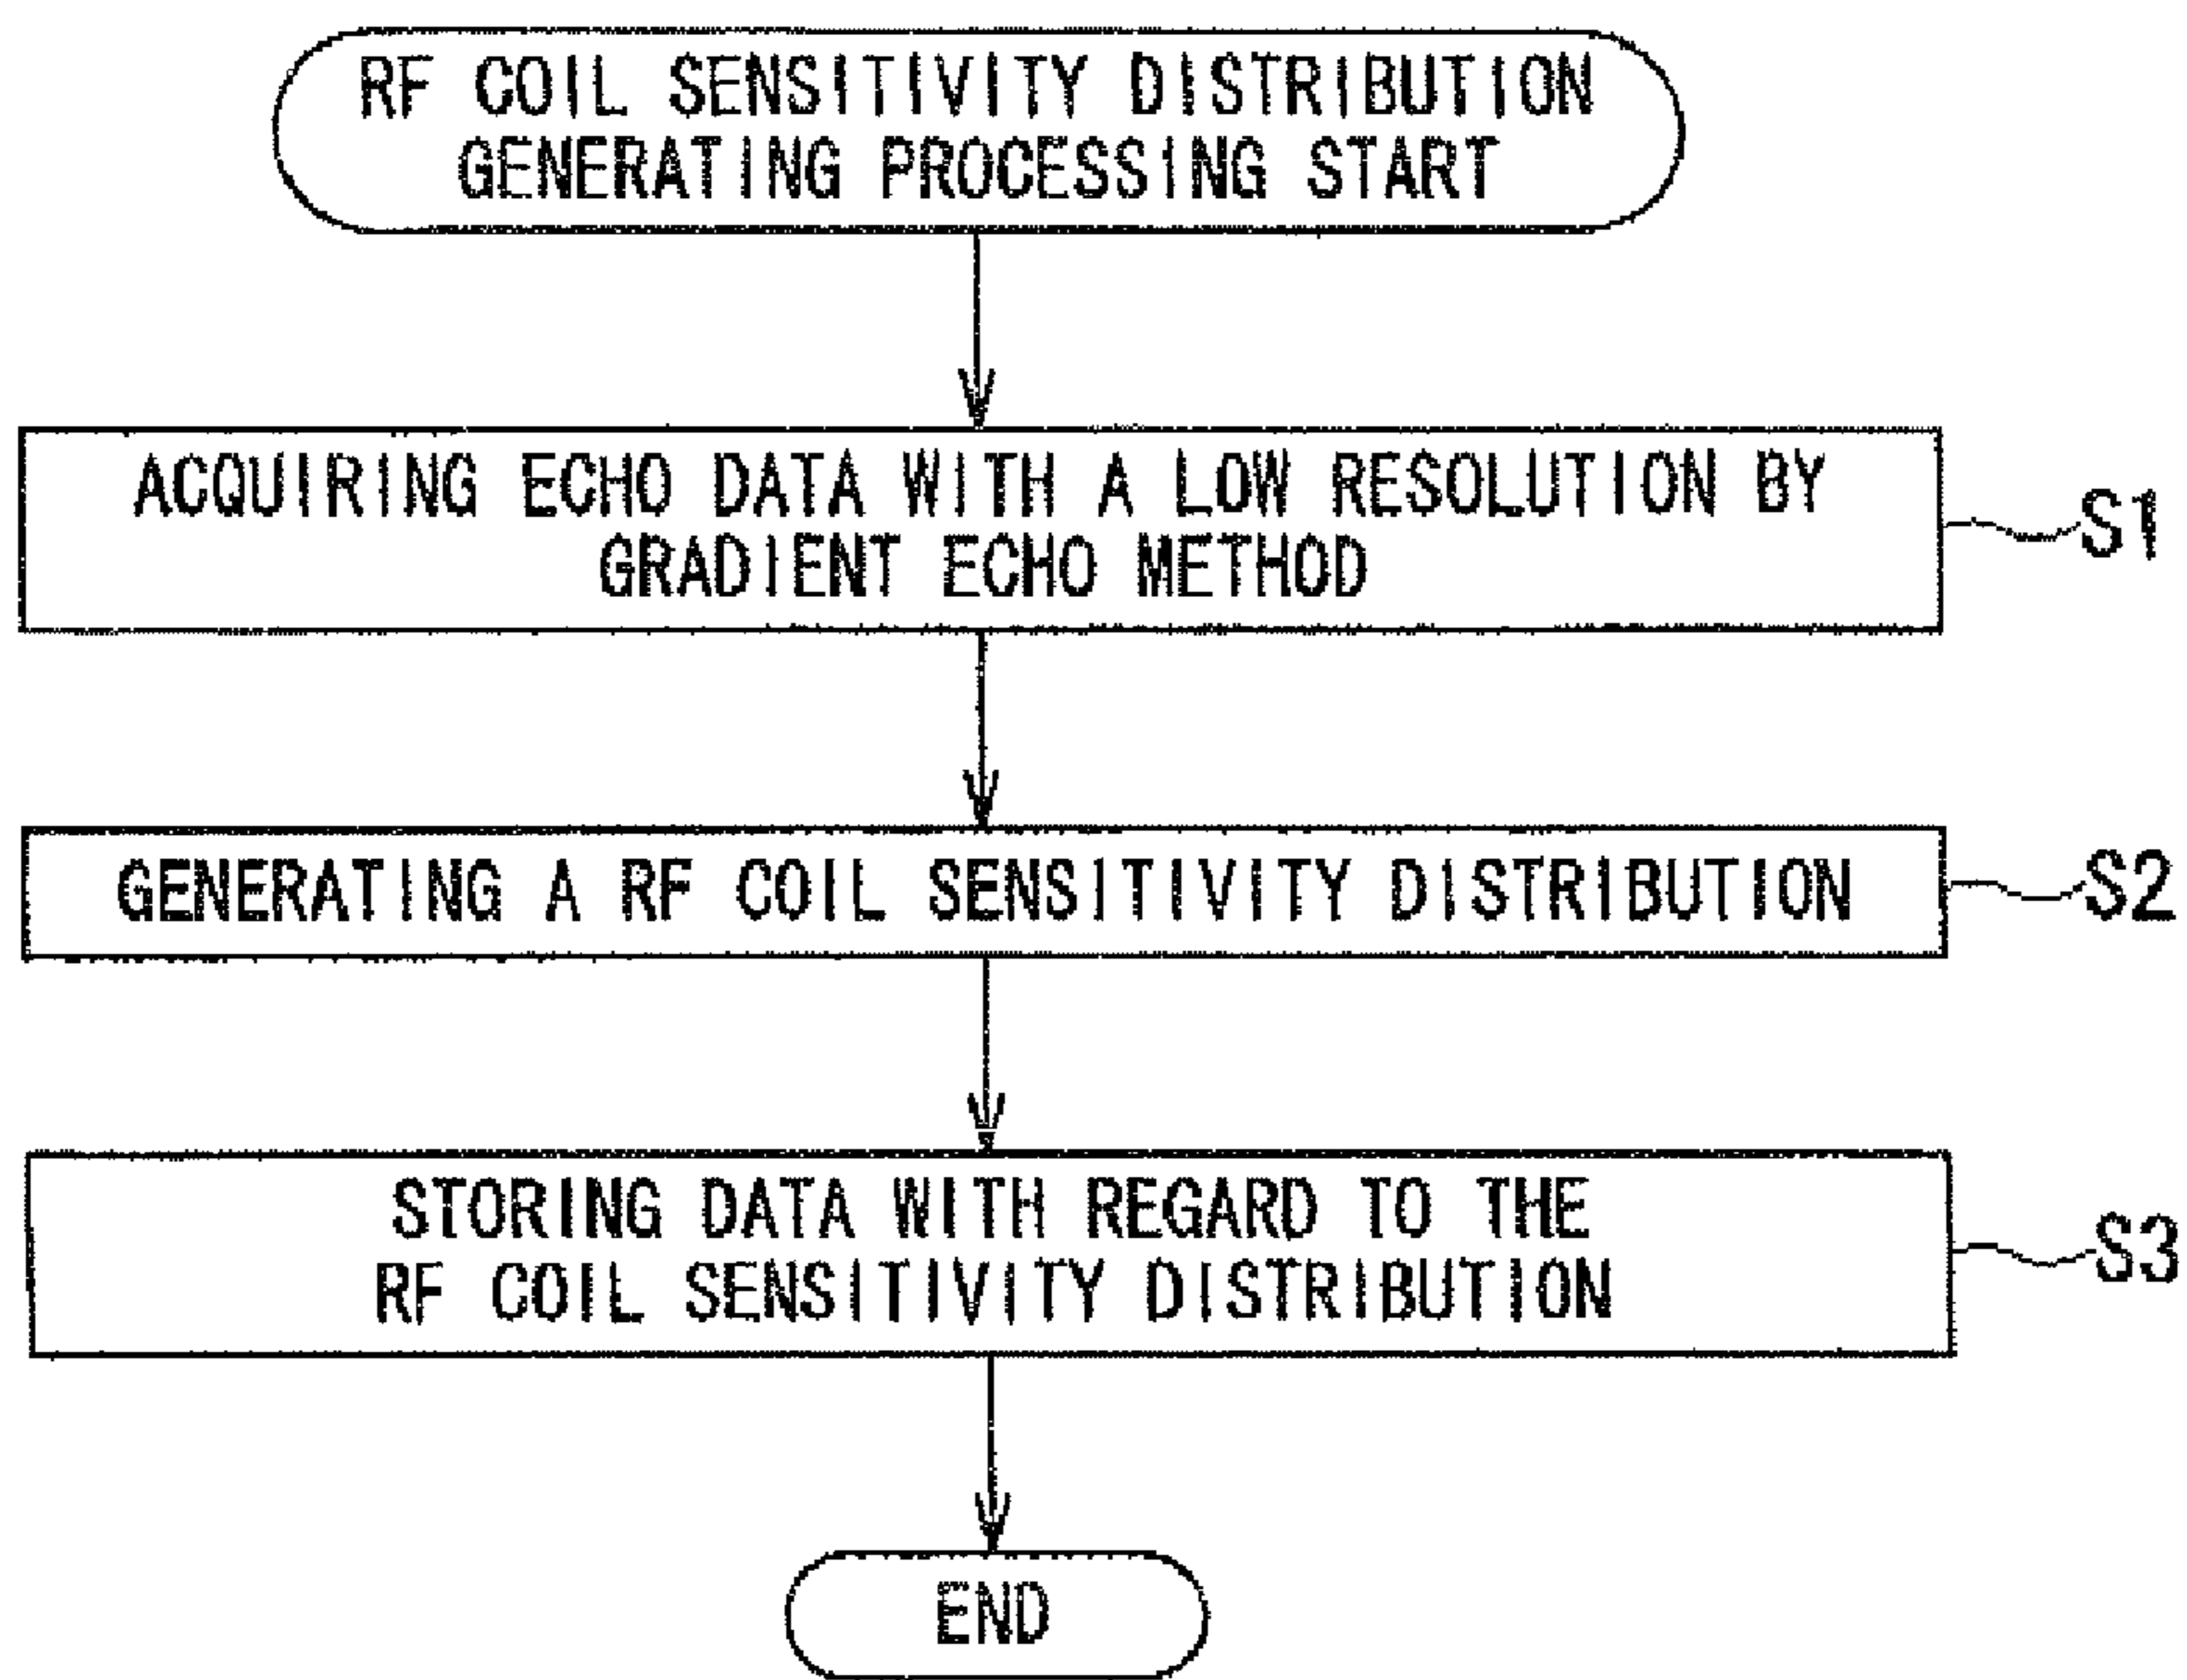 RF COIL SENSITIVITY DISTRIBUTION
GENERATING PROCESSING START
ACQUIRING ECHO DATA WITH A LOW RESOLUTION BY
GRADIENT ECHO METHOD
S1
GENERATING A RF COIL SENSITIVITY DISTRIBUTION
S2
STORING DATA WITH REGARD TO THE
RF COIL SENSITIVITY DISTRIBUTION
S3
END